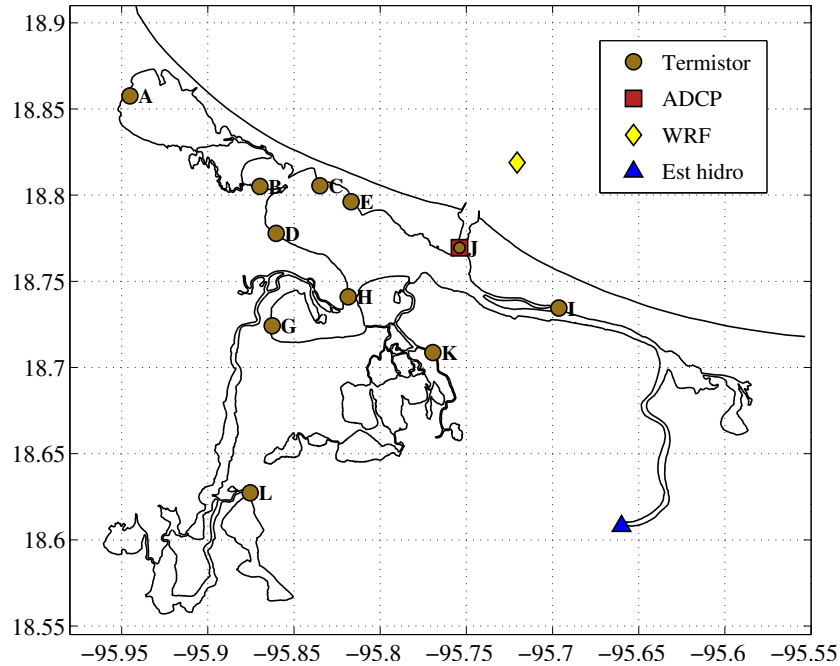 18.9
18.85
18.8
18.75
18.7
18.65
18.6
18.55
−95.95
−95.9
−95.85
−95.8
−95.75
−95.7
−95.65
−95.6
−95.55
Termistor
ADCP
WRF
Est hidro
A
B
C
E
D
J
H
I
G
K
L